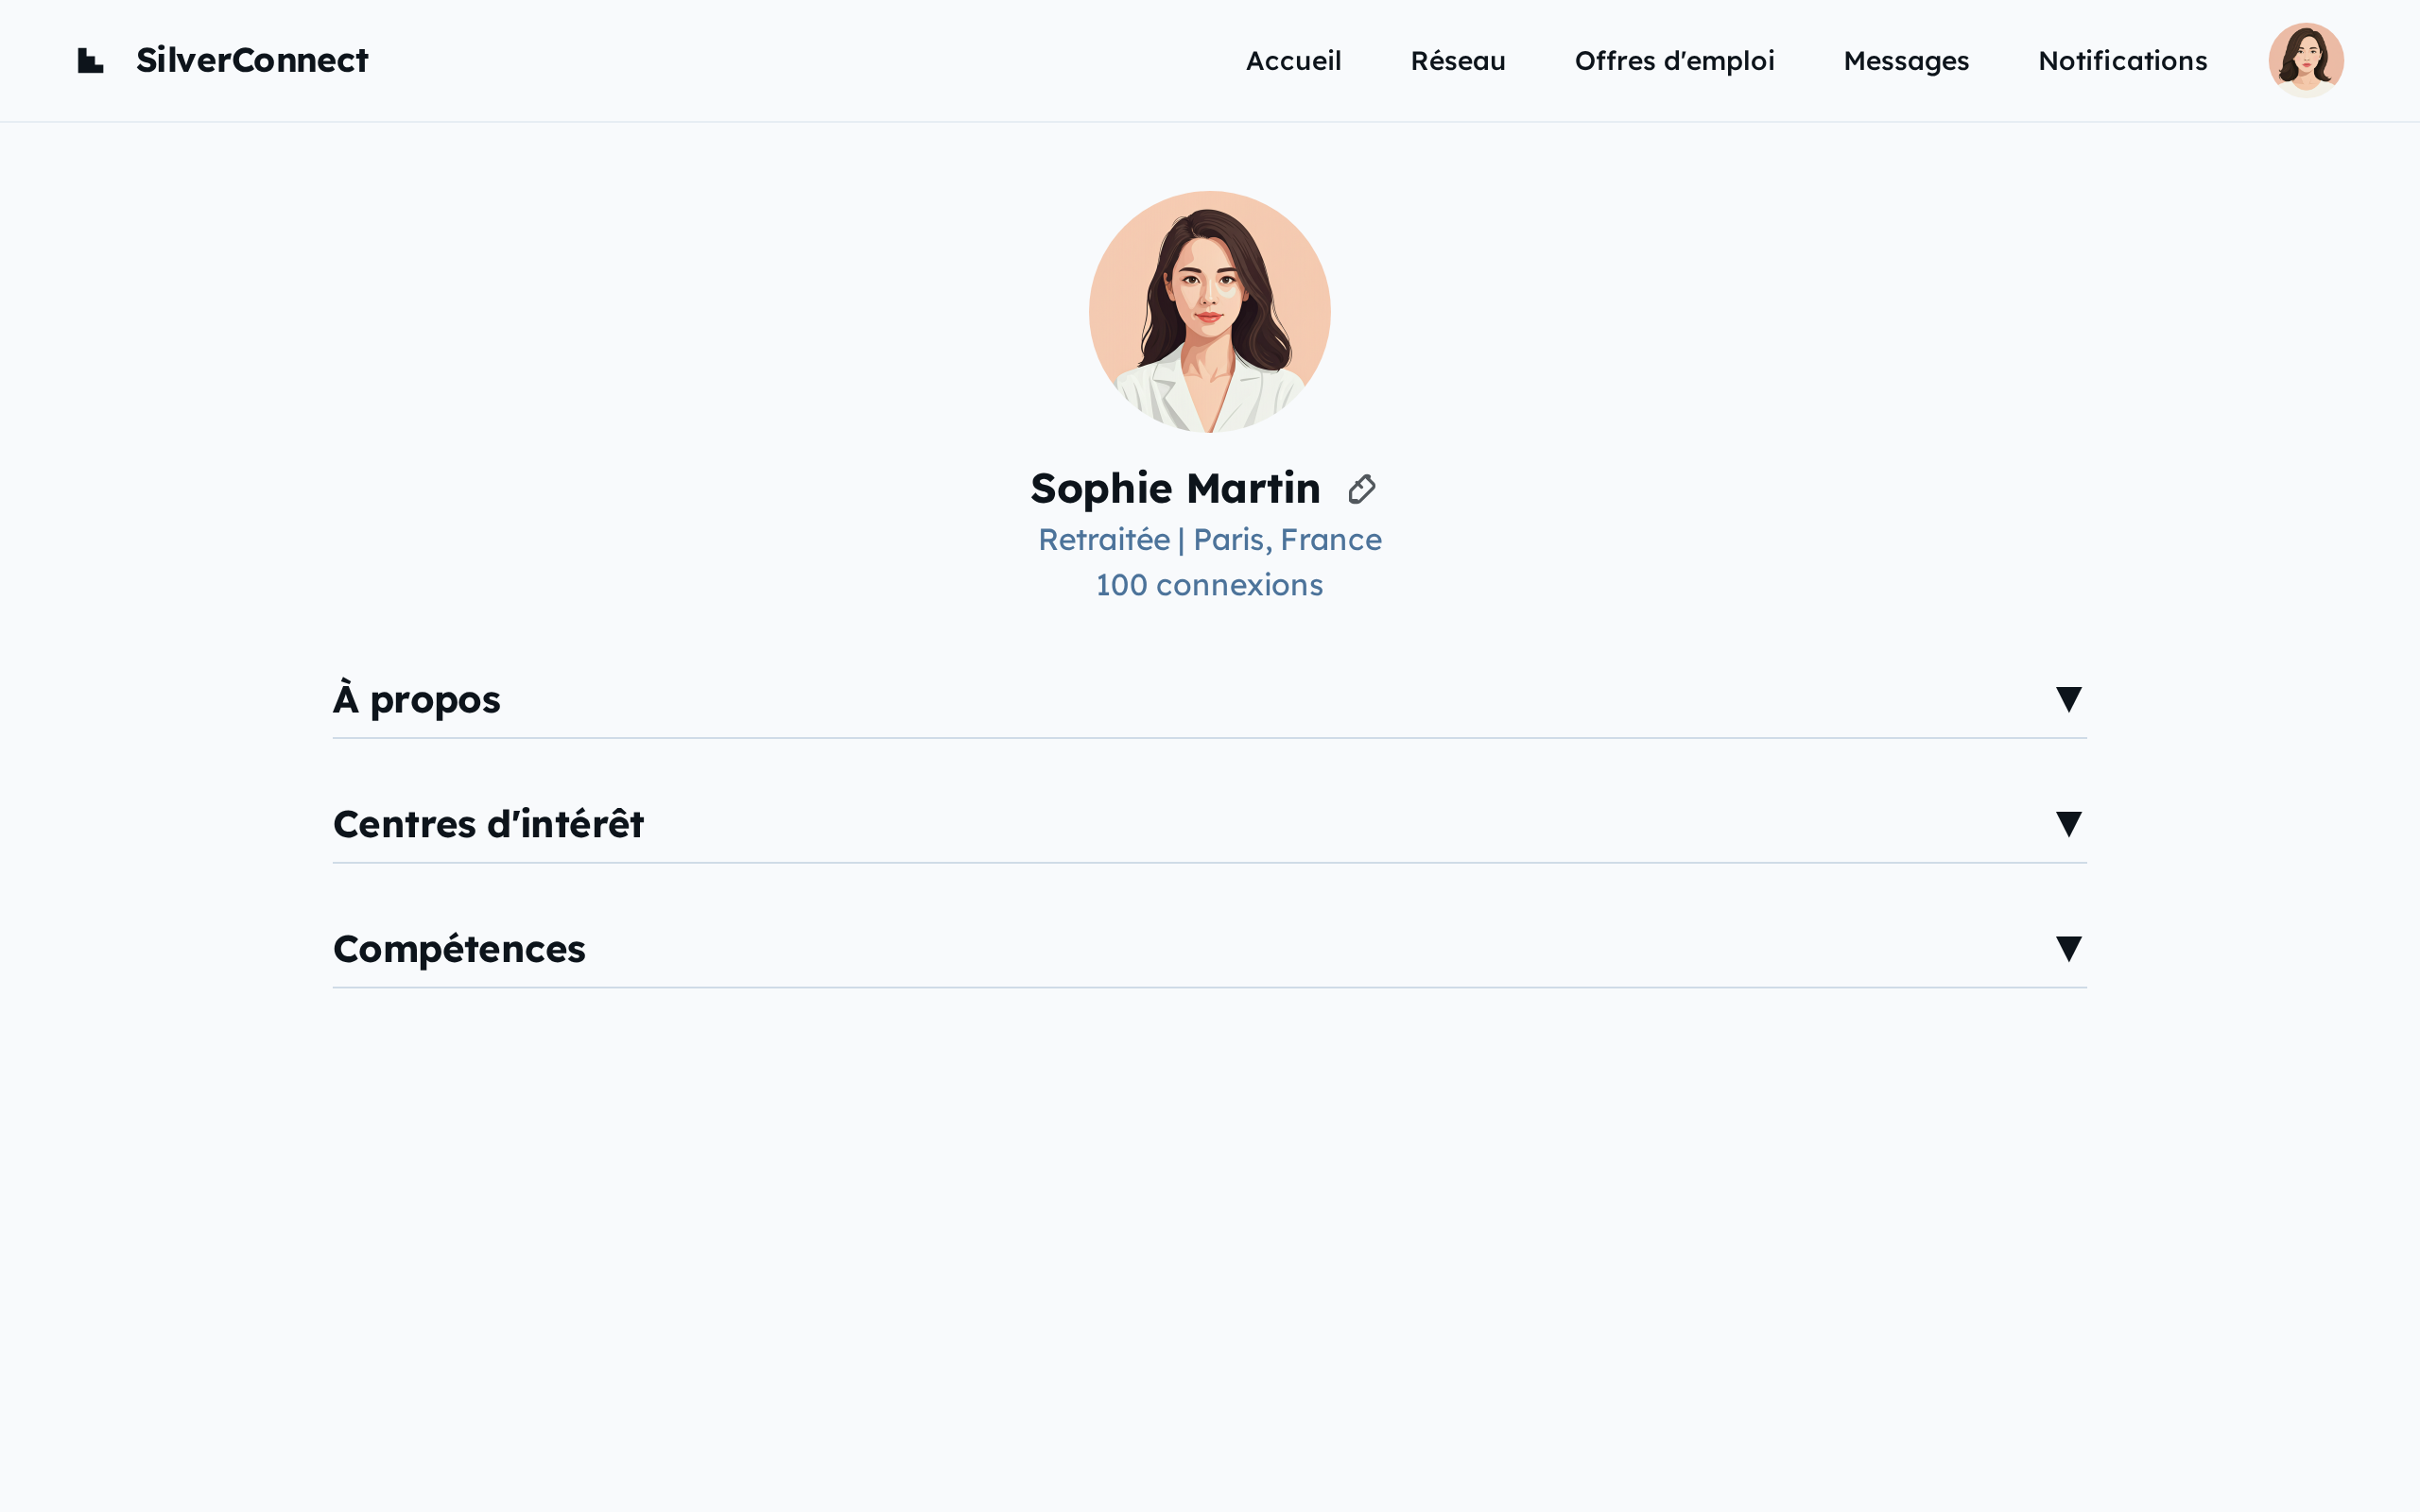 SilverConnect
Accueil Réseau Offres d'emploi Messages Notifications
Sophie Martin
Retraitée | Paris, France
100 connexions
À propos
Centres d'intérêt
Compétences